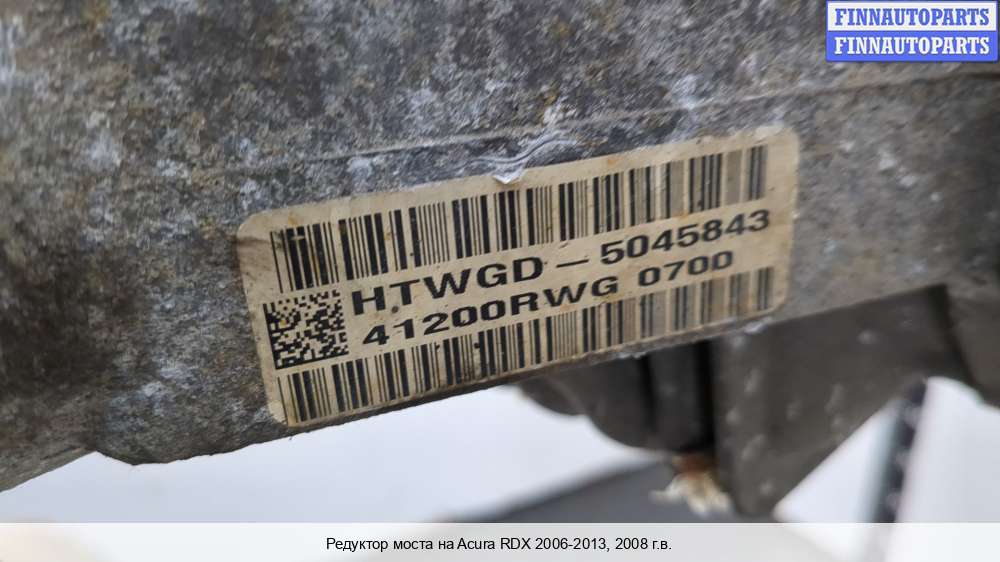 FINNAUTOPARTS
FINNAUTOPARTS
HTWGD-5045843
41200RWG 0700
Редуктор моста на Acura RDX 2006-2013, 2008 г.в.